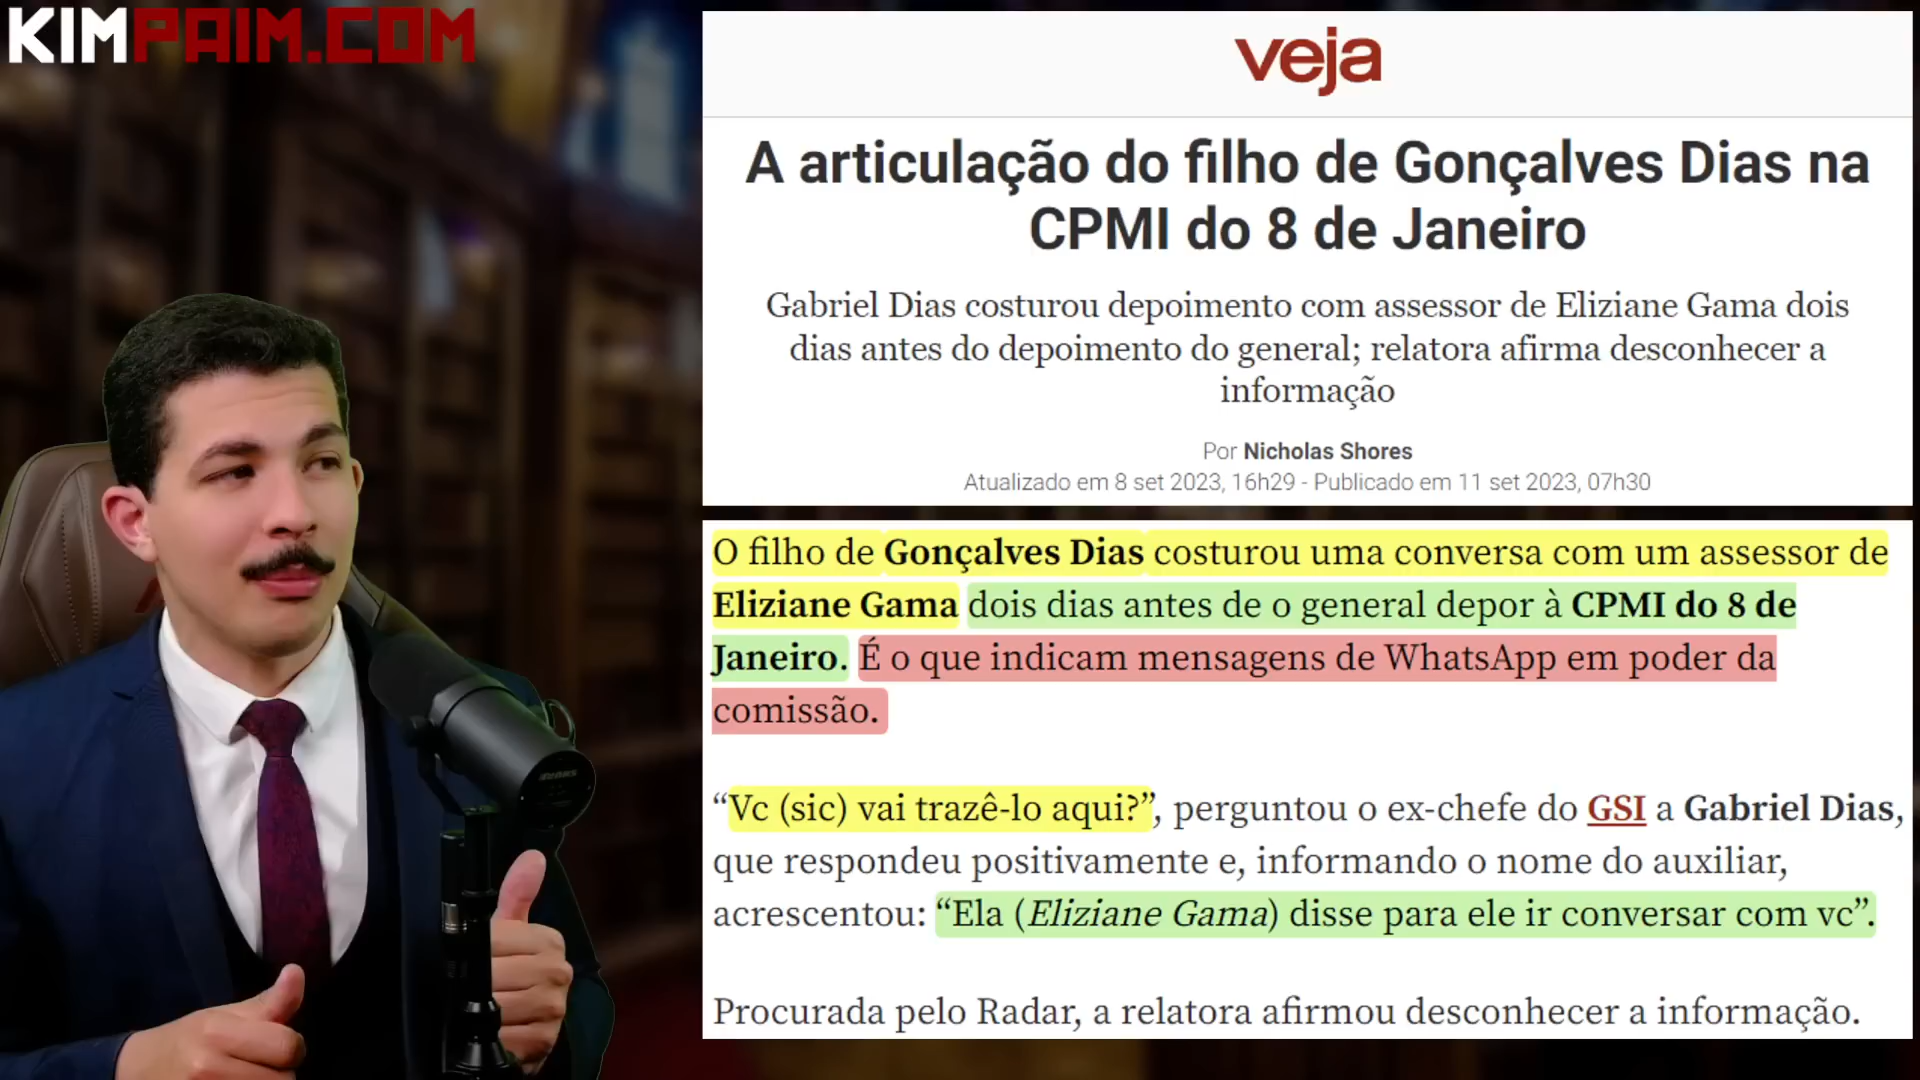 KIMPAIM.COM
veja
A articulação do filho de Gonçalves Dias na
CPMI do 8 de Janeiro
Gabriel Dias costurou depoimento com assessor de Eliziane Gama dois
dias antes do depoimento do general; relatora afirma desconhecer a
informação
Por Nicholas Shores
Atualizado em 8 set 2023, 16h29 - Publicado em 11 set 2023, 07h30
O filho de Gonçalves Dias costurou uma conversa com um assessor de
Eliziane Gama dois dias antes de o general depor à CPMI do 8 de
Janeiro. É o que indicam mensagens de WhatsApp em poder da
comissão.
“Vc (sic) vai trazê-lo aqui?”, perguntou o ex-chefe do GSI a Gabriel Dias,
que respondeu positivamente e, informando o nome do auxiliar,
acrescentou: “Ela (Eliziane Gama) disse para ele ir conversar com vc”.
Procurada pelo Radar, a relatora afirmou desconhecer a informação.